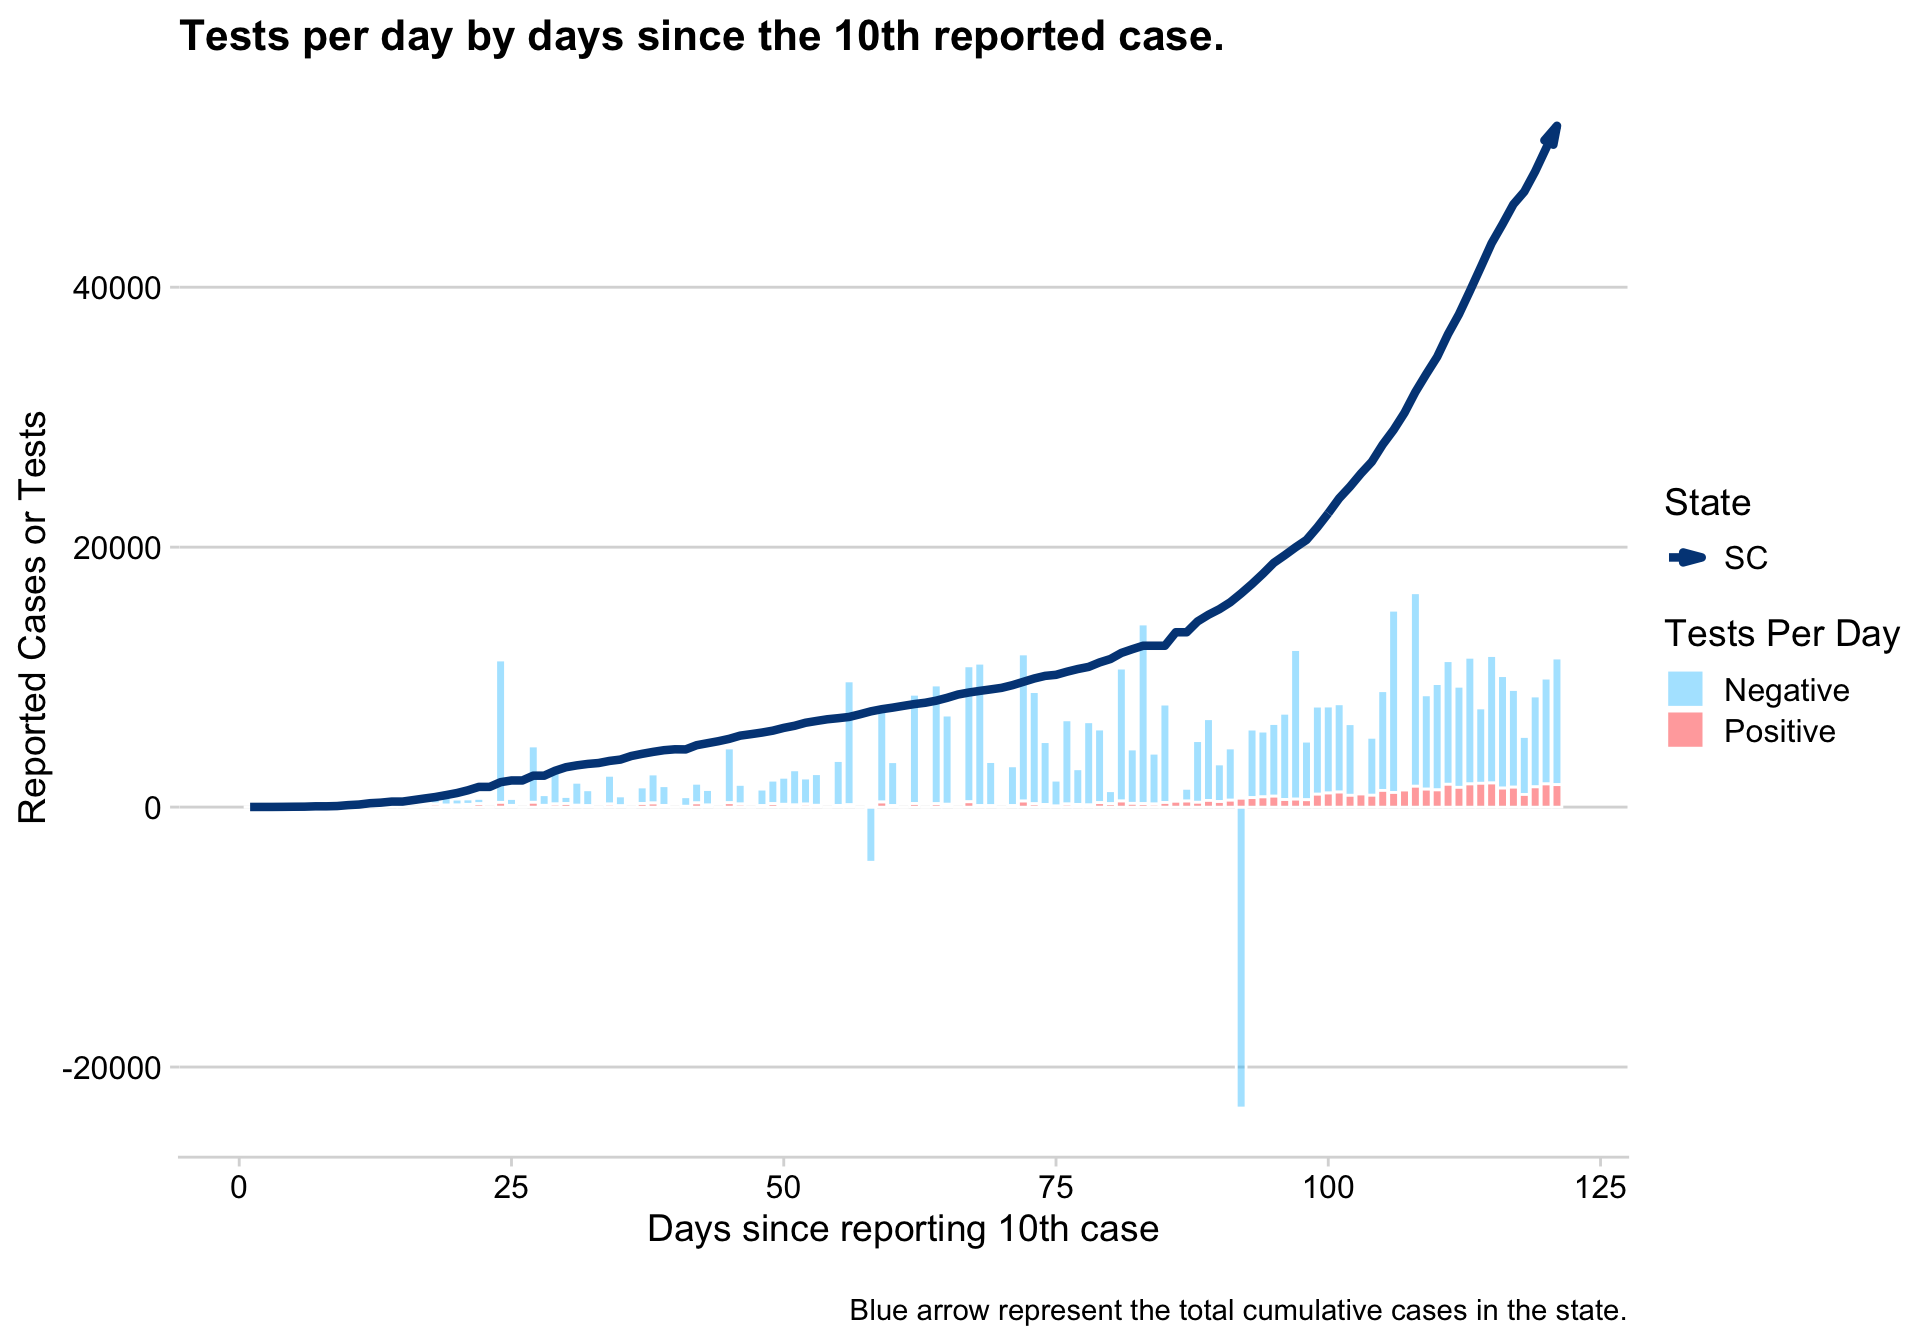 Tests per day by days since the 10th reported case.
Reported Cases or Tests
40000
20000
0
-20000
0 25 50 75 100 125
Days since reporting 10th case
State
SC
Tests Per Day
Negative
Positive
Blue arrow represent the total cumulative cases in the state.